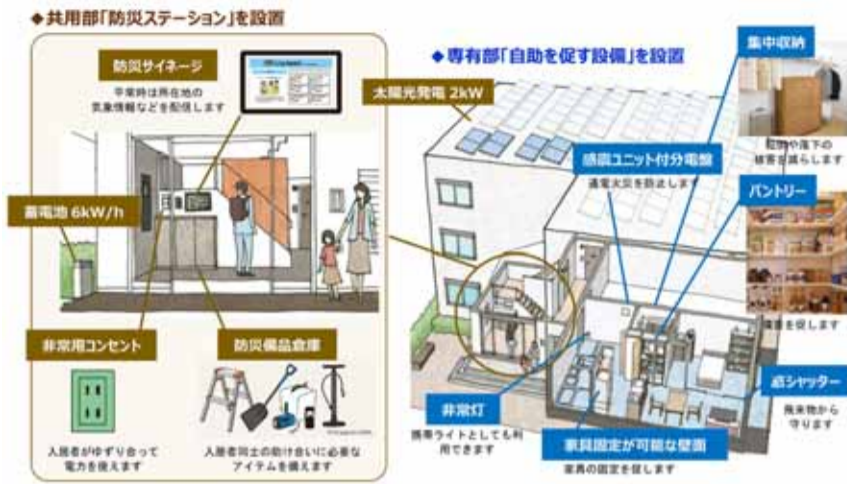 ◆共用部「防災ステーション」を設置
防災サイネージ
平常時は所在地の
気象情報などを配信します
蓄電池 6kW/h
非常用コンセント
入居者がゆずり合って
電力を使えます
防災備品倉庫
入居者同士の助け合いに必要な
アイテムを備えます
◆専有部「自助を促す設備」を設置
太陽光発電 2kW
集中収納
転倒や落下の
被害を減らします
感震ユニット付分電盤
通電火災を防止します
パントリー
備蓄を促します
非常灯
携帯ライトとしても利
用できます
家具固定が可能な壁面
家具の固定を促します
窓シャッター
飛来物から
守ります